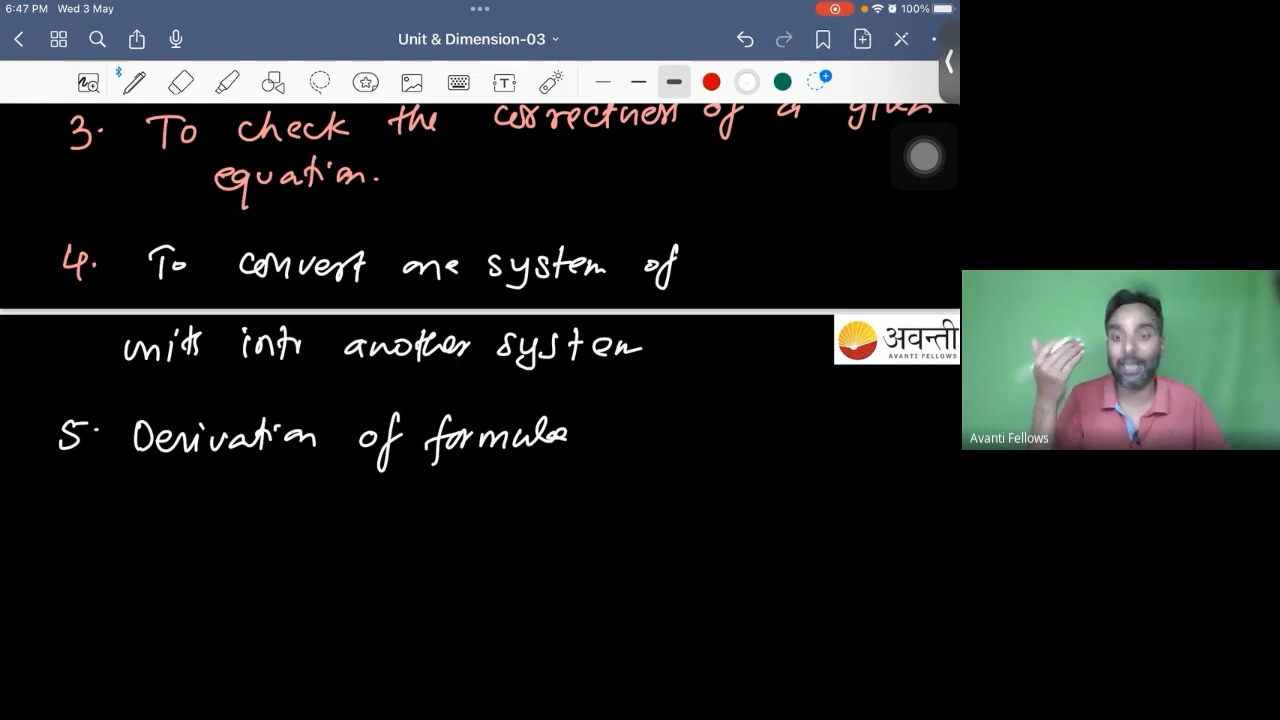 6:47 PM Wed 3 May
100%
Unit & Dimension-03
3. To check the correctness of a given
equation.
4. To convert one system of
units into another system
अवन्ती
AVANTI FELLOWS
5. Derivation of formula
Avanti Fellows